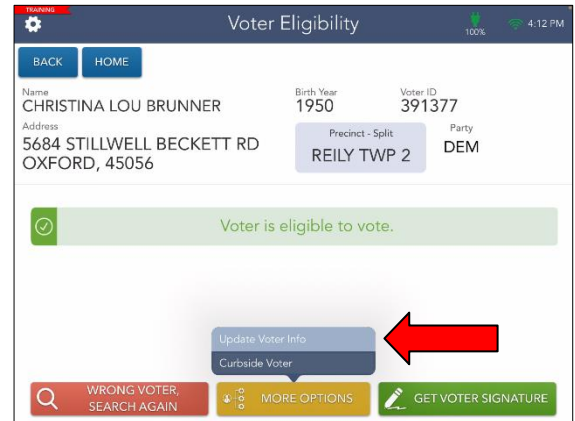 TRAINING
Voter Eligibility
100%
4:12 PM
BACK
HOME
Name
CHRISTINA LOU BRUNNER
Birth Year
1950
Voter ID
391377
Address
5684 STILLWELL BECKETT RD
OXFORD, 45056
Precinct - Split
REILY TWP 2
Party
DEM
Voter is eligible to vote.
Update Voter Info
Curbside Voter
WRONG VOTER,
SEARCH AGAIN
MORE OPTIONS
GET VOTER SIGNATURE